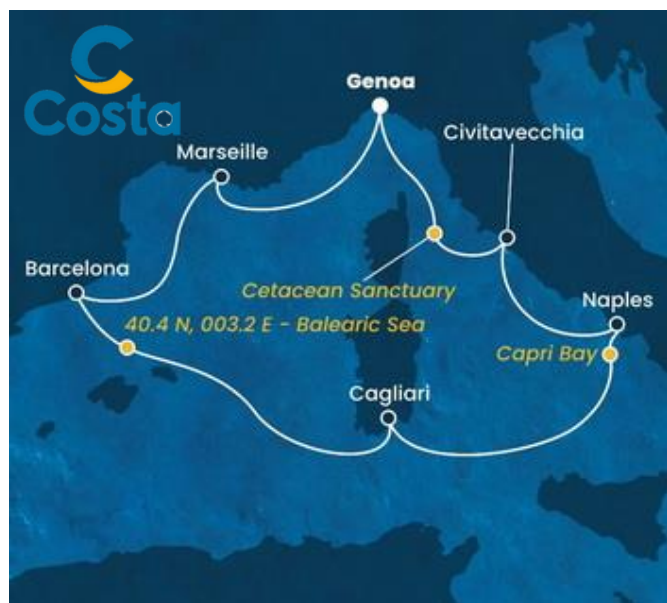 Costa
Genoa
Civitavecchia
Marseille
Barcelona
Cetacean Sanctuary
Naples
40.4 N, 003.2 E - Balearic Sea
Capri Bay
Cagliari